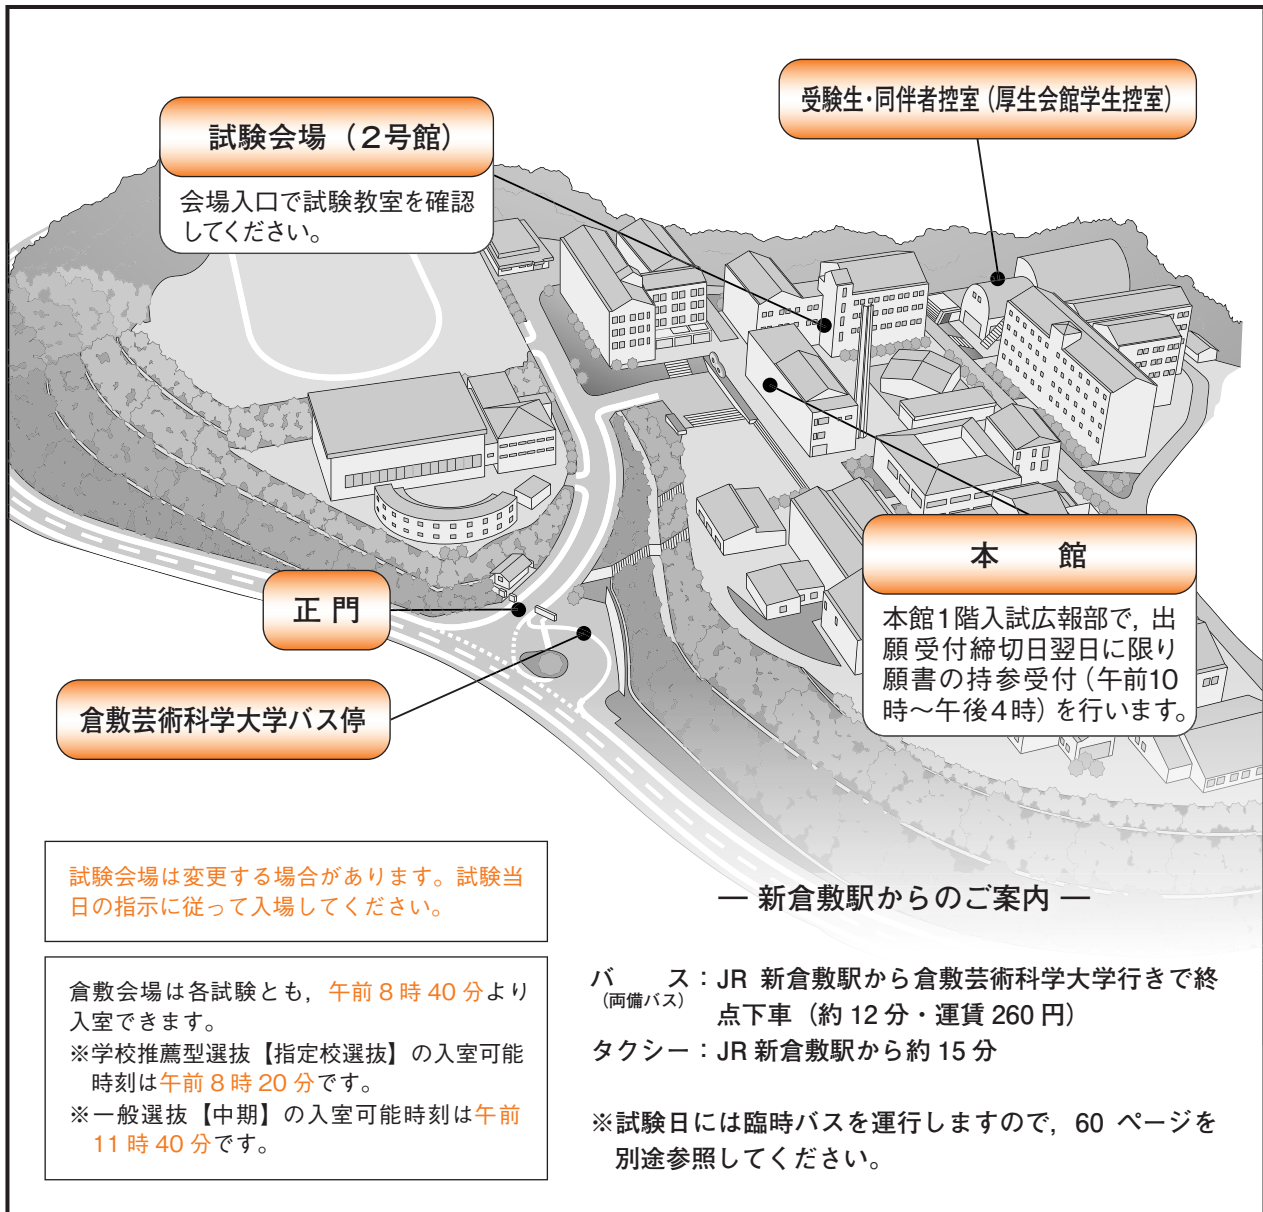 受験生・同伴者控室（厚生会館学生控室）
試験会場（２号館）
会場入口で試験教室を確認
してください。
本　館
本館１階入試広報部で，出
願受付締切日翌日に限り
願書の持参受付（午前10
時～午後４時）を行います。
正門
倉敷芸術科学大学バス停
試験会場は変更する場合があります。試験当
日の指示に従って入場してください。
倉敷会場は各試験とも，午前８時40分より
入室できます。
※学校推薦型選抜【指定校選抜】の入室可能
時刻は午前８時20分です。
※一般選抜【中期】の入室可能時刻は午前
11時40分です。
― 新倉敷駅からのご案内 ―
バ　ス：JR 新倉敷駅から倉敷芸術科学大学行きで終
（両備バス）
点下車（約12分・運賃260円）
タクシー：JR新倉敷駅から約15分
※試験日には臨時バスを運行しますので，60 ページを
別途参照してください。